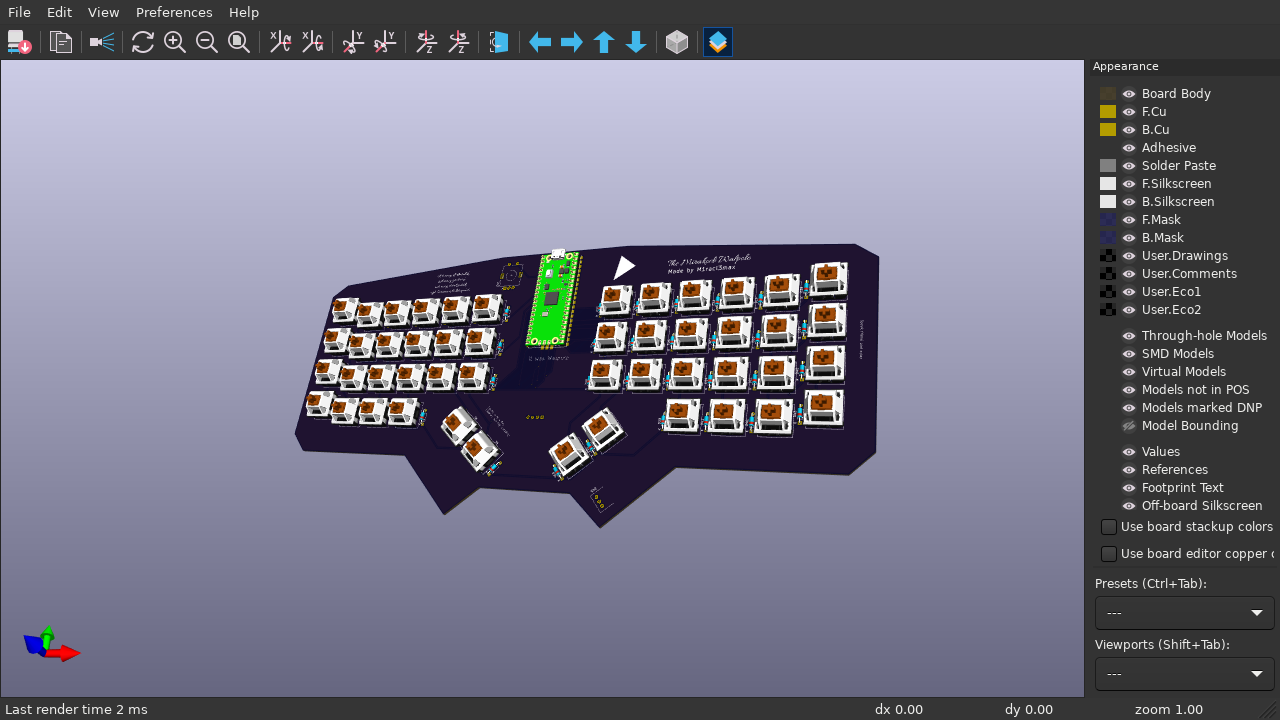 File Edit View Preferences Help
Appearance
Board Body
F.Cu
B.Cu
Adhesive
Solder Paste
F.Silkscreen
B.Silkscreen
F.Mask
B.Mask
User.Drawings
User.Comments
User.Eco1
User.Eco2
Through-hole Models
SMD Models
Virtual Models
Models not in POS
Models marked DNP
Model Bounding
Values
References
Footprint Text
Off-board Silkscreen
Use board stackup colors
Use board editor copper
Presets (Ctrl+Tab):
---
Viewports (Shift+Tab):
---
Made by M1racl3max
Last render time 2 ms
dx 0.00
dy 0.00
zoom 1.00